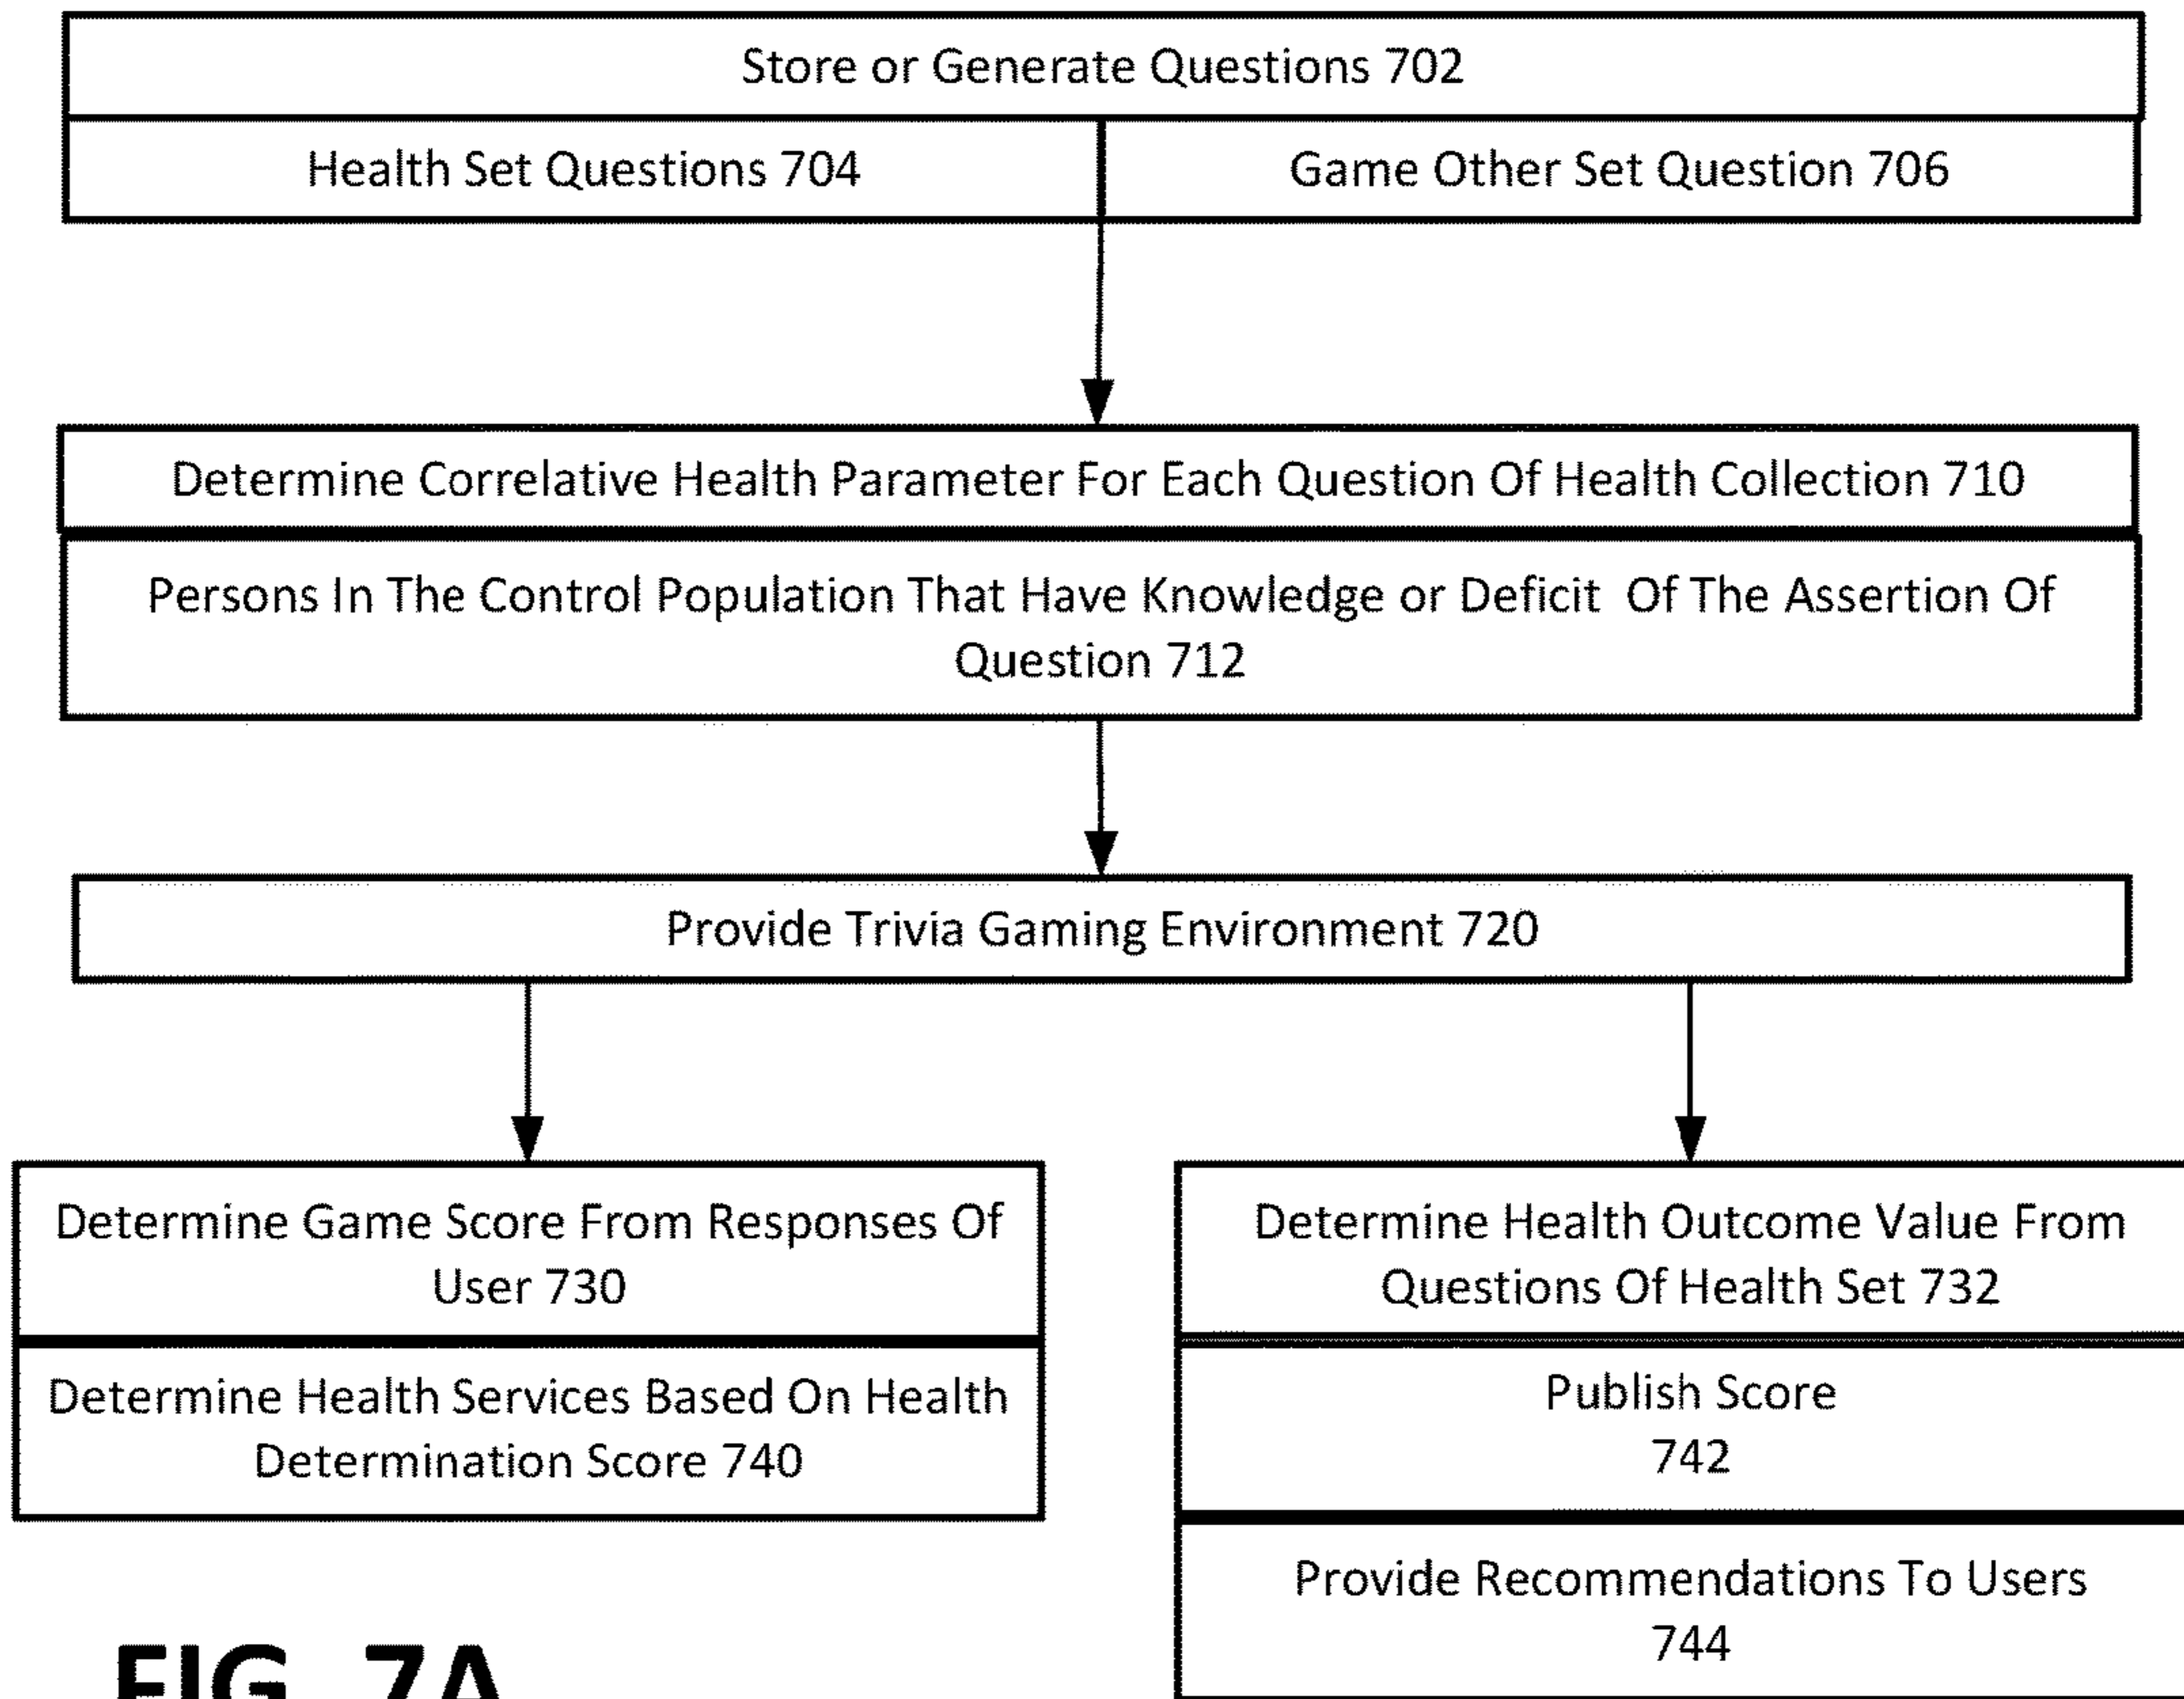 Store or Generate Questions 702
Health Set Questions 704
Game Other Set Question 706
Determine Correlative Health Parameter For Each Question Of Health Collection 710
Persons In The Control Population That Have Knowledge or Deficit Of The Assertion Of
Question 712
Provide Trivia Gaming Environment 720
Determine Game Score From Responses Of
User 730
Determine Health Services Based On Health
Determination Score 740
Determine Health Outcome Value From
Questions Of Health Set 732
Publish Score
742
Provide Recommendations To Users
744
FIG. 7A